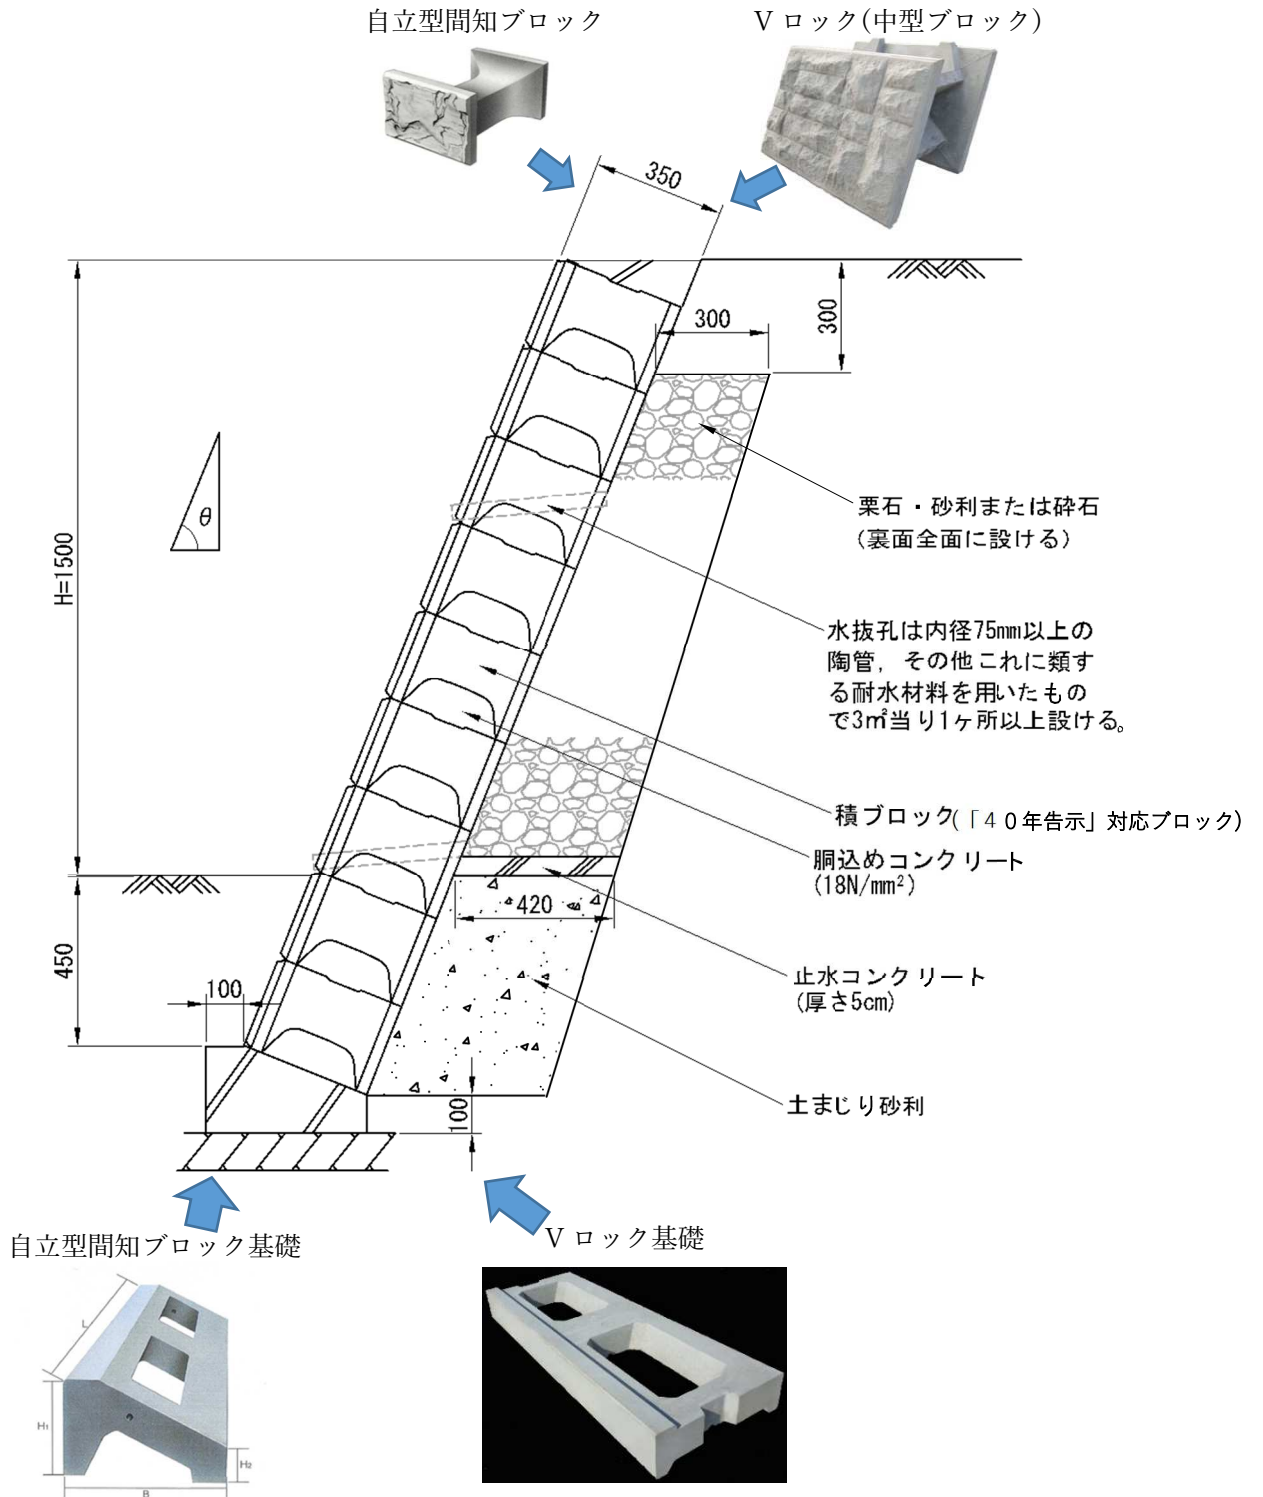 自立型間知ブロック
Vロック(中型ブロック)
350
300
300
H=1500
θ
栗石・砂利または砕石
(裏面全面に設ける)
水抜孔は内径75mm以上の
陶管，その他これに類す
る耐水材料を用いたもの
で3㎡当り1ヶ所以上設ける。
積ブロック(「40年告示」対応ブロック)
胴込めコンクリート
(18N/mm²)
420
450
100
止水コンクリート
(厚さ5cm)
土まじり砂利
100
自立型間知ブロック基礎
Vロック基礎
L
H₁
H₂
B